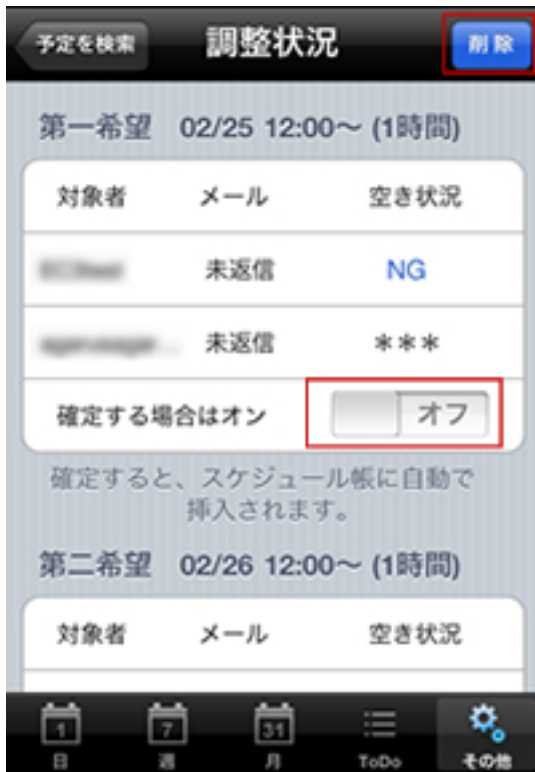 予定を検索 調整状況 削除
第一希望 02/25 12:00〜 (1時間)
対象者 メール 空き状況
未返信 NG
未返信 ***
確定する場合はオン オフ
確定すると、スケジュール帳に自動で
挿入されます。
第二希望 02/26 12:00〜 (1時間)
対象者 メール 空き状況
1 7 31
日 週 月 ToDo その他